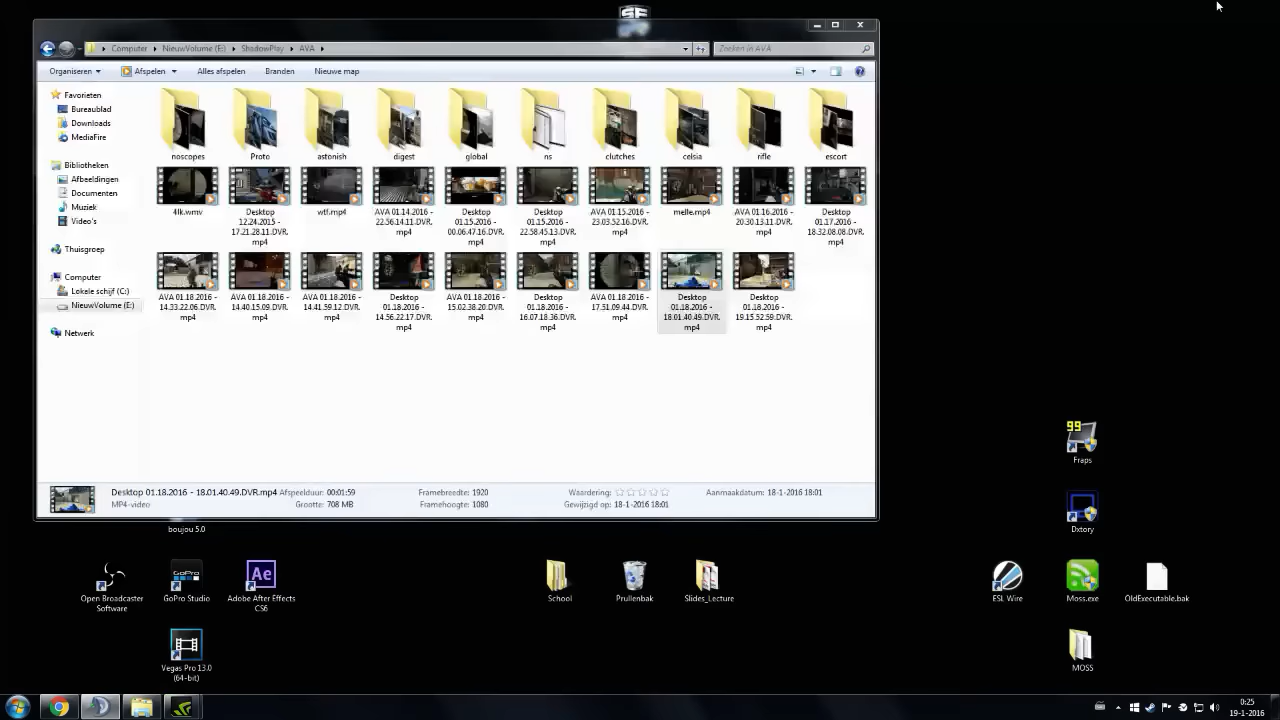 SF
Computer
NieuwVolume (E:)
ShadowPlay
AVA
Zoeken in AVA
Organiseren
Afspelen
Alles afspelen
Branden
Nieuwe map
Favorieten
Bureaublad
Downloads
MediaFire
Bibliotheken
Afbeeldingen
Documenten
Muziek
Video's
Thuisgroep
Computer
Lokale schijf (C:)
NieuwVolume (E:)
Netwerk
noscopes
Proto
astonish
digest
global
ns
clutches
celsia
rifle
escort
4lk.wmv
Desktop
12.24.2015 -
17.21.28.11.DVR.
mp4
wtf.mp4
AVA 01.14.2016 -
22.56.14.11.DVR.
mp4
Desktop
01.15.2016 -
00.06.47.16.DVR.
mp4
Desktop
01.15.2016 -
22.58.45.13.DVR.
mp4
AVA 01.15.2016 -
23.03.52.16.DVR.
mp4
melle.mp4
AVA 01.16.2016 -
20.30.13.11.DVR.
mp4
Desktop
01.17.2016 -
18.32.08.08.DVR.
mp4
AVA 01.18.2016 -
14.33.22.06.DVR.
mp4
AVA 01.18.2016 -
14.40.15.09.DVR.
mp4
AVA 01.18.2016 -
14.41.59.12.DVR.
mp4
Desktop
01.18.2016 -
14.56.22.17.DVR.
mp4
AVA 01.18.2016 -
15.02.38.20.DVR.
mp4
Desktop
01.18.2016 -
16.07.18.36.DVR.
mp4
AVA 01.18.2016 -
17.51.09.44.DVR.
mp4
Desktop
01.18.2016 -
18.01.40.49.DVR.
mp4
Desktop
01.18.2016 -
19.15.52.59.DVR.
mp4
Desktop 01.18.2016 - 18.01.40.49.DVR.mp4
MP4-video
Afspeelduur: 00:01:59
Grootte: 708 MB
Framebreedte: 1920
Framehoogte: 1080
Waardering:
Gewijzigd op: 18-1-2016 18:01
Aanmaakdatum: 18-1-2016 18:01
99
Fraps
Dxtory
boujou 5.0
Open Broadcaster
Software
GoPro
GoPro Studio
Ae
Adobe After Effects
CS6
School
Prullenbak
Slides_Lecture
ESL Wire
Moss.exe
OldExecutable.bak
Vegas Pro 13.0
(64-bit)
MOSS
0:25
19-1-2016